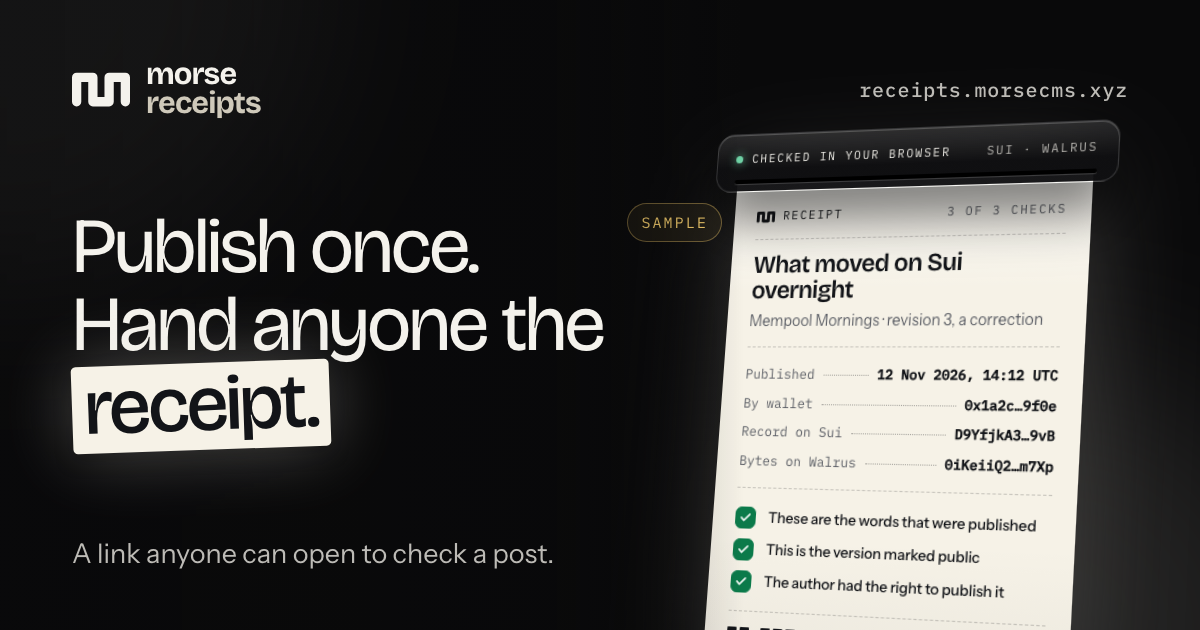 morse
receipts
receipts.morsecms.xyz
CHECKED IN YOUR BROWSER
SUI · WALRUS
SAMPLE
RECEIPT
3 OF 3 CHECKS
Publish once.
Hand anyone the
receipt.
What moved on Sui
overnight
Mempool Mornings · revision 3, a correction
Published 12 Nov 2026, 14:12 UTC
By wallet 0x1a2c…9f0e
Record on Sui D9YfjkA3…9vB
Bytes on Walrus 0iKeiiQ2…m7Xp
These are the words that were published
This is the version marked public
The author had the right to publish it
A link anyone can open to check a post.